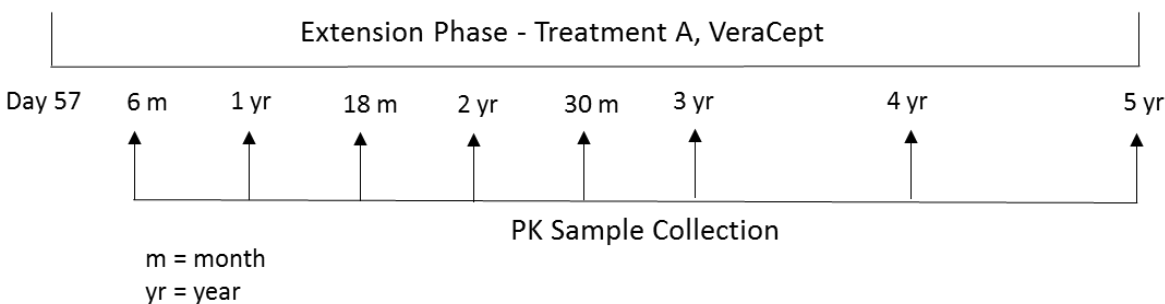 Extension Phase - Treatment A, VeraCept
Day 57 6 m 1 yr 18 m 2 yr 30 m 3 yr 4 yr 5 yr
PK Sample Collection
m = month
yr = year